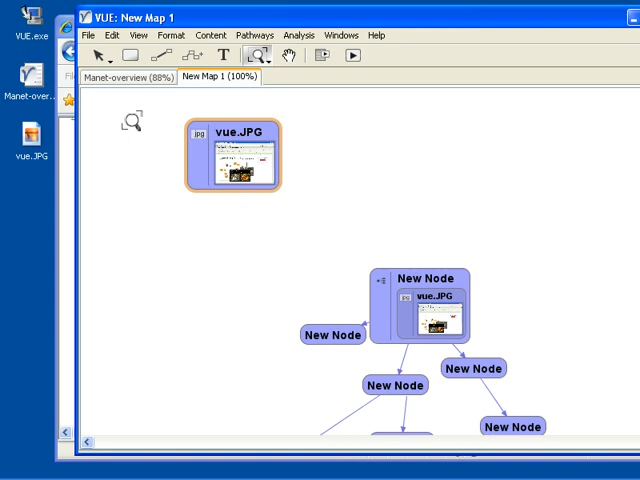 VUE.exe
Manet-over...
vue.JPG
VUE: New Map 1
File Edit View Format Content Pathways Analysis Windows Help
T
Manet-overview (88%) New Map 1 (100%)
jpg vue.JPG
New Node
jpg vue.JPG
New Node
New Node
New Node
New Node